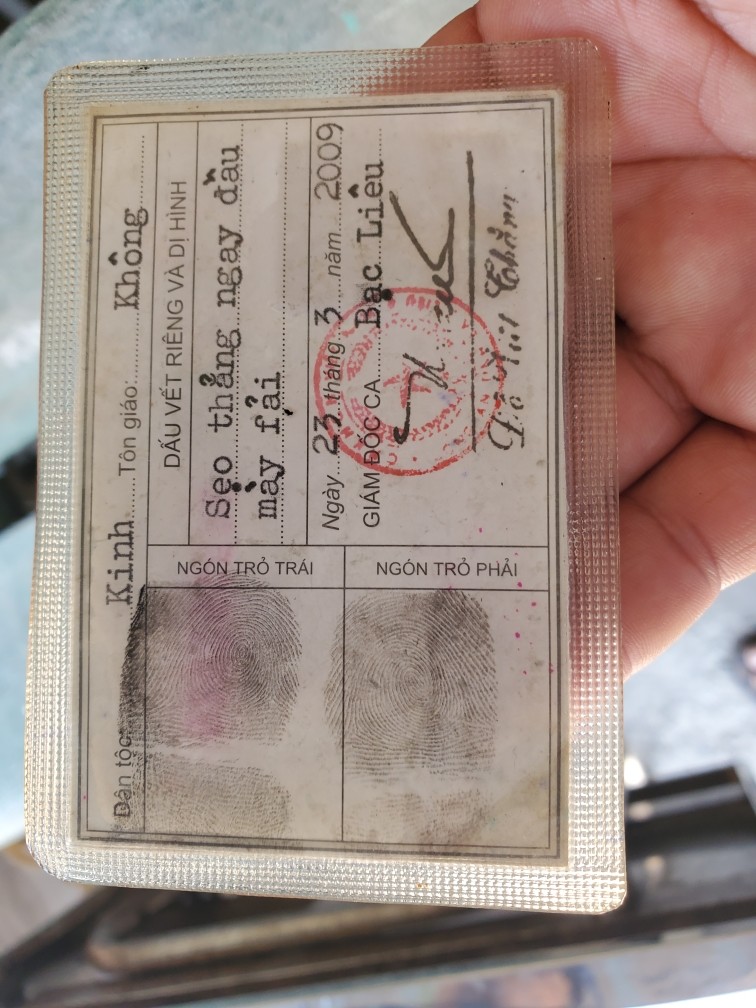 Dân tộc: Kinh Tôn giáo: Không
DẤU VẾT RIÊNG VÀ DỊ HÌNH
Sẹo thẳng ngay đầu
mày fải
Ngày 23 tháng 3 năm 2009
GIÁM ĐỐC CA Bạc Liêu
NGÓN TRỎ TRÁI
NGÓN TRỎ PHẢI